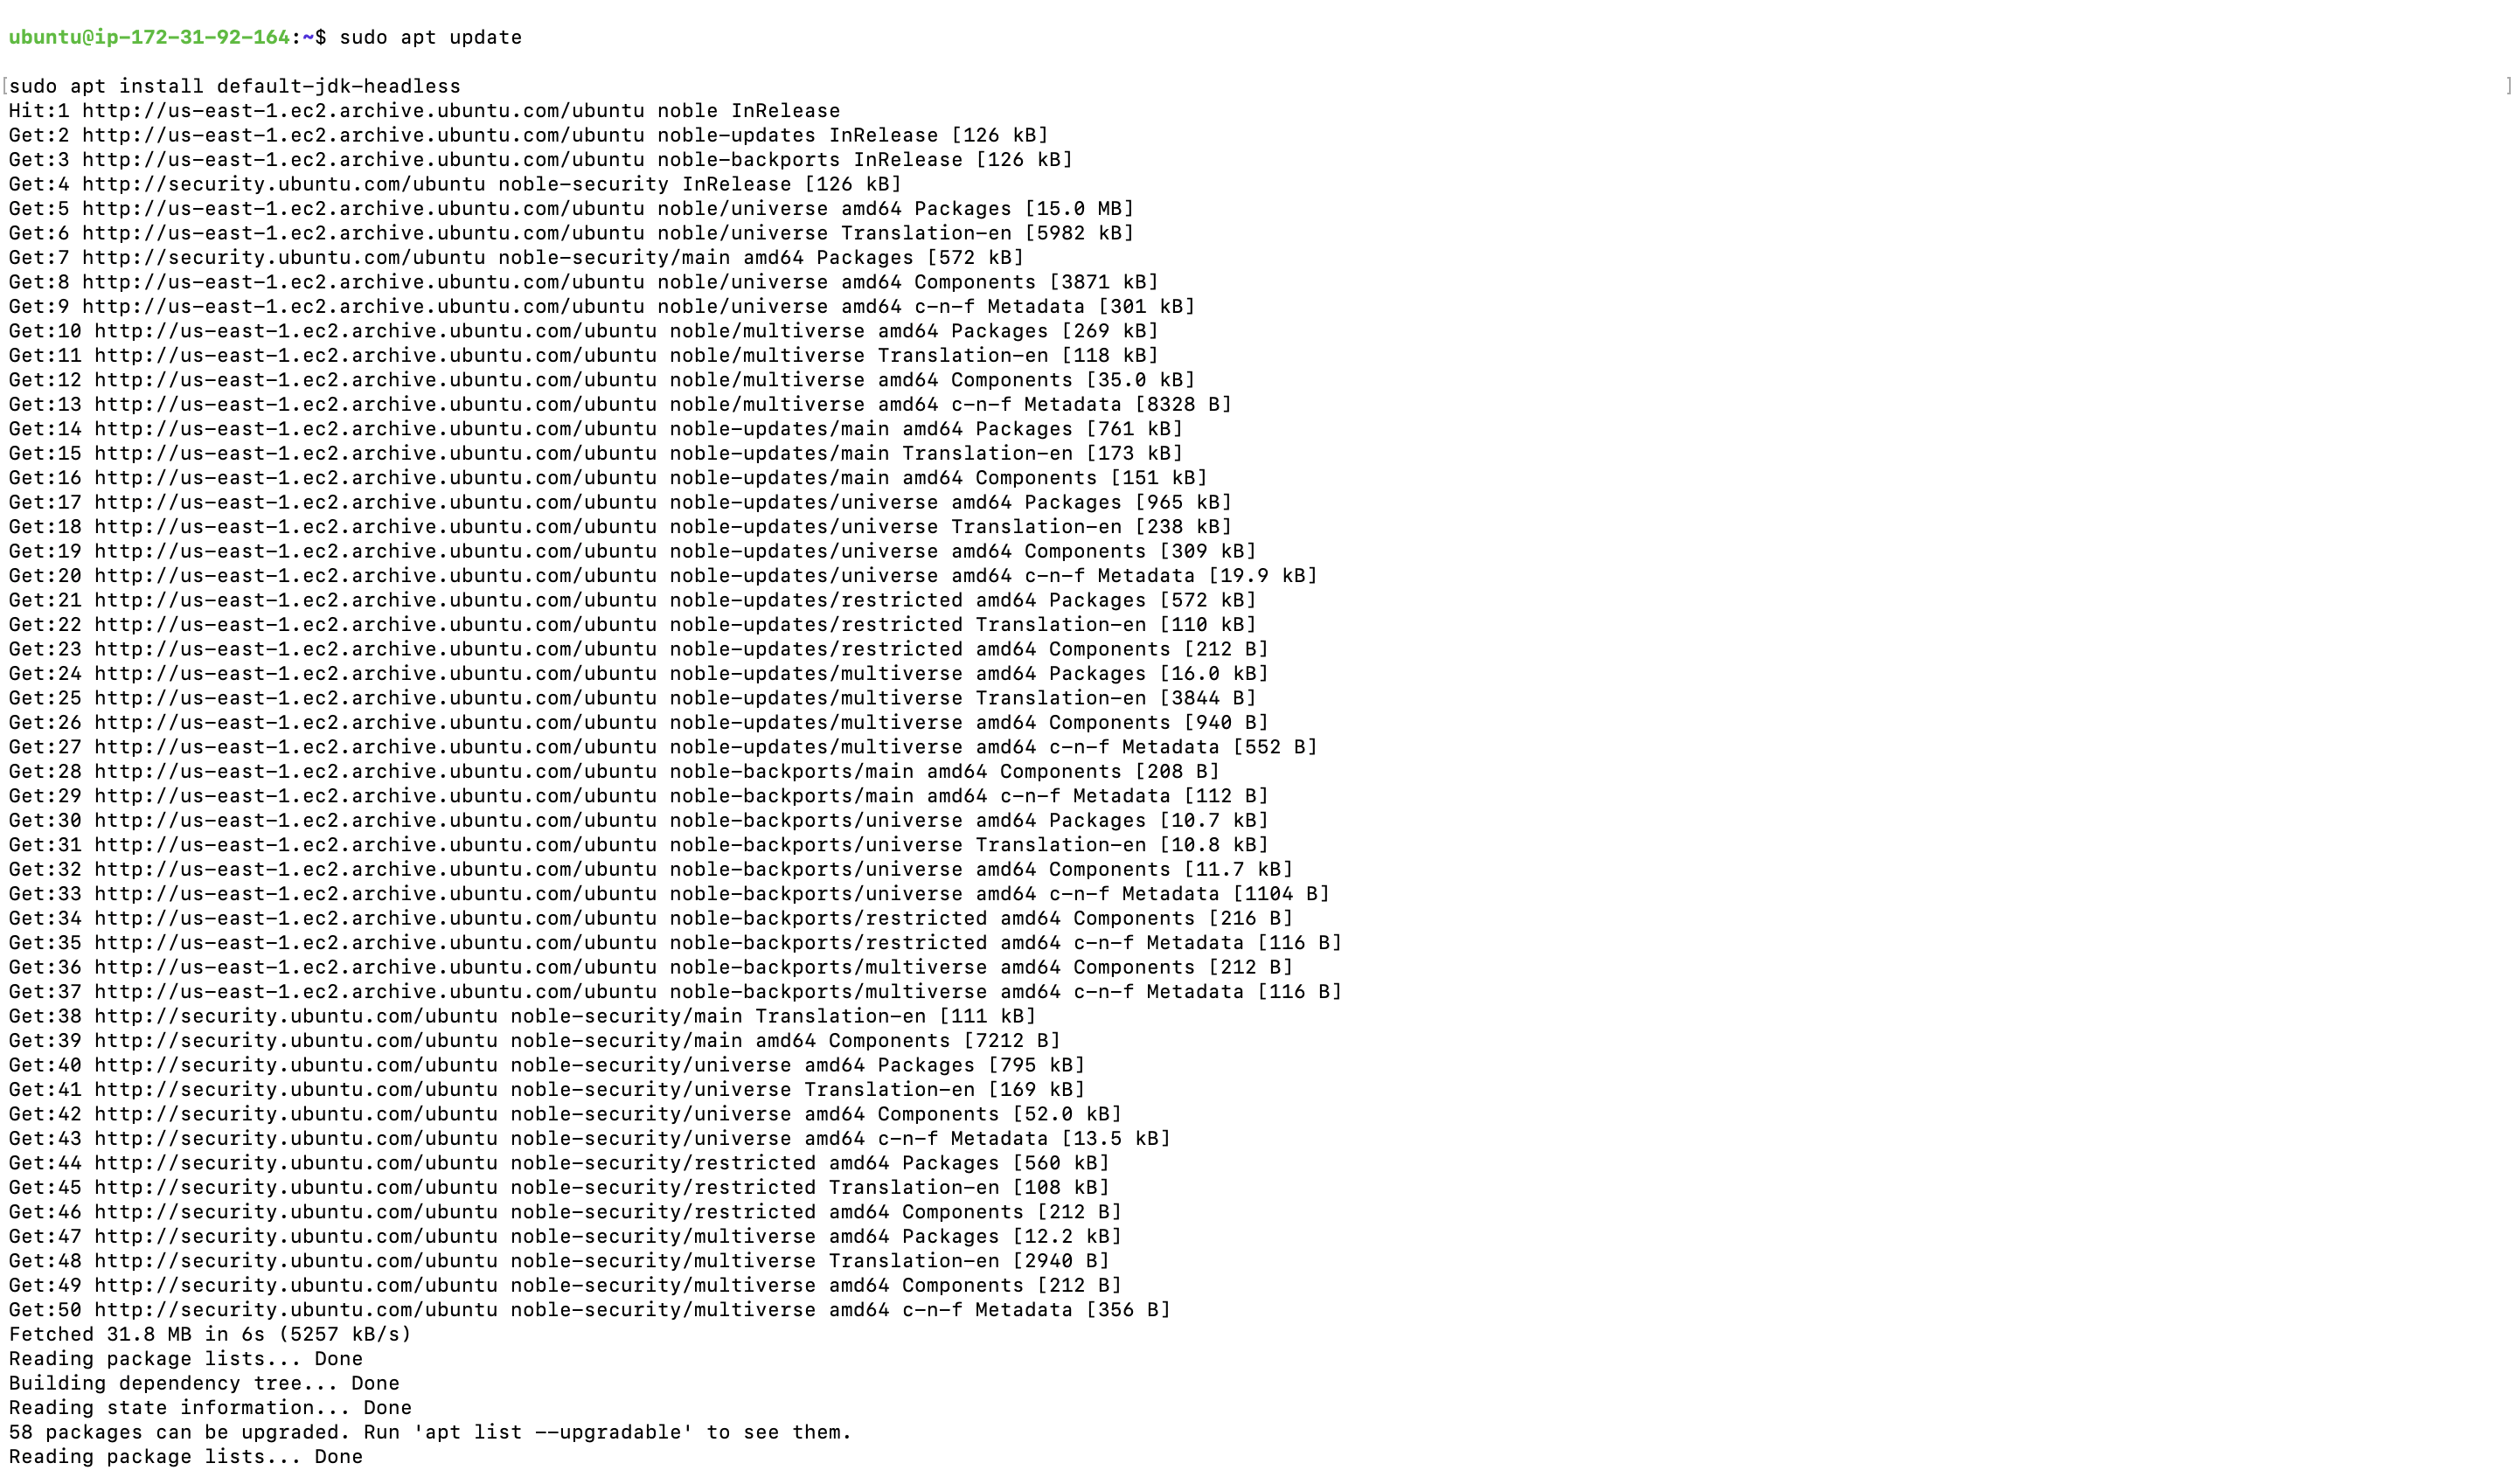 ubuntu@ip-172-31-92-164:~$ sudo apt update
[sudo apt install default-jdk-headless ]
Hit:1 http://us-east-1.ec2.archive.ubuntu.com/ubuntu noble InRelease
Get:2 http://us-east-1.ec2.archive.ubuntu.com/ubuntu noble-updates InRelease [126 kB]
Get:3 http://us-east-1.ec2.archive.ubuntu.com/ubuntu noble-backports InRelease [126 kB]
Get:4 http://security.ubuntu.com/ubuntu noble-security InRelease [126 kB]
Get:5 http://us-east-1.ec2.archive.ubuntu.com/ubuntu noble/universe amd64 Packages [15.0 MB]
Get:6 http://us-east-1.ec2.archive.ubuntu.com/ubuntu noble/universe Translation-en [5982 kB]
Get:7 http://security.ubuntu.com/ubuntu noble-security/main amd64 Packages [572 kB]
Get:8 http://us-east-1.ec2.archive.ubuntu.com/ubuntu noble/universe amd64 Components [3871 kB]
Get:9 http://us-east-1.ec2.archive.ubuntu.com/ubuntu noble/universe amd64 c-n-f Metadata [301 kB]
Get:10 http://us-east-1.ec2.archive.ubuntu.com/ubuntu noble/multiverse amd64 Packages [269 kB]
Get:11 http://us-east-1.ec2.archive.ubuntu.com/ubuntu noble/multiverse Translation-en [118 kB]
Get:12 http://us-east-1.ec2.archive.ubuntu.com/ubuntu noble/multiverse amd64 Components [35.0 kB]
Get:13 http://us-east-1.ec2.archive.ubuntu.com/ubuntu noble/multiverse amd64 c-n-f Metadata [8328 B]
Get:14 http://us-east-1.ec2.archive.ubuntu.com/ubuntu noble-updates/main amd64 Packages [761 kB]
Get:15 http://us-east-1.ec2.archive.ubuntu.com/ubuntu noble-updates/main Translation-en [173 kB]
Get:16 http://us-east-1.ec2.archive.ubuntu.com/ubuntu noble-updates/main amd64 Components [151 kB]
Get:17 http://us-east-1.ec2.archive.ubuntu.com/ubuntu noble-updates/universe amd64 Packages [965 kB]
Get:18 http://us-east-1.ec2.archive.ubuntu.com/ubuntu noble-updates/universe Translation-en [238 kB]
Get:19 http://us-east-1.ec2.archive.ubuntu.com/ubuntu noble-updates/universe amd64 Components [309 kB]
Get:20 http://us-east-1.ec2.archive.ubuntu.com/ubuntu noble-updates/universe amd64 c-n-f Metadata [19.9 kB]
Get:21 http://us-east-1.ec2.archive.ubuntu.com/ubuntu noble-updates/restricted amd64 Packages [572 kB]
Get:22 http://us-east-1.ec2.archive.ubuntu.com/ubuntu noble-updates/restricted Translation-en [110 kB]
Get:23 http://us-east-1.ec2.archive.ubuntu.com/ubuntu noble-updates/restricted amd64 Components [212 B]
Get:24 http://us-east-1.ec2.archive.ubuntu.com/ubuntu noble-updates/multiverse amd64 Packages [16.0 kB]
Get:25 http://us-east-1.ec2.archive.ubuntu.com/ubuntu noble-updates/multiverse Translation-en [3844 B]
Get:26 http://us-east-1.ec2.archive.ubuntu.com/ubuntu noble-updates/multiverse amd64 Components [940 B]
Get:27 http://us-east-1.ec2.archive.ubuntu.com/ubuntu noble-updates/multiverse amd64 c-n-f Metadata [552 B]
Get:28 http://us-east-1.ec2.archive.ubuntu.com/ubuntu noble-backports/main amd64 Components [208 B]
Get:29 http://us-east-1.ec2.archive.ubuntu.com/ubuntu noble-backports/main amd64 c-n-f Metadata [112 B]
Get:30 http://us-east-1.ec2.archive.ubuntu.com/ubuntu noble-backports/universe amd64 Packages [10.7 kB]
Get:31 http://us-east-1.ec2.archive.ubuntu.com/ubuntu noble-backports/universe Translation-en [10.8 kB]
Get:32 http://us-east-1.ec2.archive.ubuntu.com/ubuntu noble-backports/universe amd64 Components [11.7 kB]
Get:33 http://us-east-1.ec2.archive.ubuntu.com/ubuntu noble-backports/universe amd64 c-n-f Metadata [1104 B]
Get:34 http://us-east-1.ec2.archive.ubuntu.com/ubuntu noble-backports/restricted amd64 Components [216 B]
Get:35 http://us-east-1.ec2.archive.ubuntu.com/ubuntu noble-backports/restricted amd64 c-n-f Metadata [116 B]
Get:36 http://us-east-1.ec2.archive.ubuntu.com/ubuntu noble-backports/multiverse amd64 Components [212 B]
Get:37 http://us-east-1.ec2.archive.ubuntu.com/ubuntu noble-backports/multiverse amd64 c-n-f Metadata [116 B]
Get:38 http://security.ubuntu.com/ubuntu noble-security/main Translation-en [111 kB]
Get:39 http://security.ubuntu.com/ubuntu noble-security/main amd64 Components [7212 B]
Get:40 http://security.ubuntu.com/ubuntu noble-security/universe amd64 Packages [795 kB]
Get:41 http://security.ubuntu.com/ubuntu noble-security/universe Translation-en [169 kB]
Get:42 http://security.ubuntu.com/ubuntu noble-security/universe amd64 Components [52.0 kB]
Get:43 http://security.ubuntu.com/ubuntu noble-security/universe amd64 c-n-f Metadata [13.5 kB]
Get:44 http://security.ubuntu.com/ubuntu noble-security/restricted amd64 Packages [560 kB]
Get:45 http://security.ubuntu.com/ubuntu noble-security/restricted Translation-en [108 kB]
Get:46 http://security.ubuntu.com/ubuntu noble-security/restricted amd64 Components [212 B]
Get:47 http://security.ubuntu.com/ubuntu noble-security/multiverse amd64 Packages [12.2 kB]
Get:48 http://security.ubuntu.com/ubuntu noble-security/multiverse Translation-en [2940 B]
Get:49 http://security.ubuntu.com/ubuntu noble-security/multiverse amd64 Components [212 B]
Get:50 http://security.ubuntu.com/ubuntu noble-security/multiverse amd64 c-n-f Metadata [356 B]
Fetched 31.8 MB in 6s (5257 kB/s)
Reading package lists... Done
Building dependency tree... Done
Reading state information... Done
58 packages can be upgraded. Run 'apt list --upgradable' to see them.
Reading package lists... Done